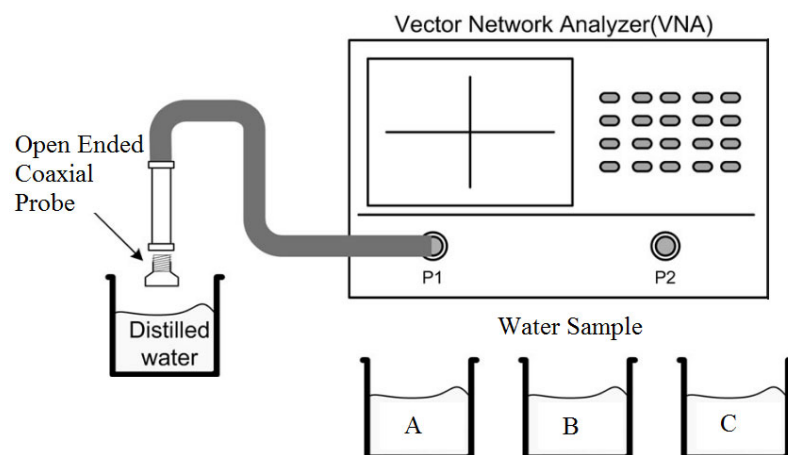 Vector Network Analyzer(VNA)
Open Ended
Coaxial
Probe
P1
P2
Distilled
water
Water Sample
A
B
C